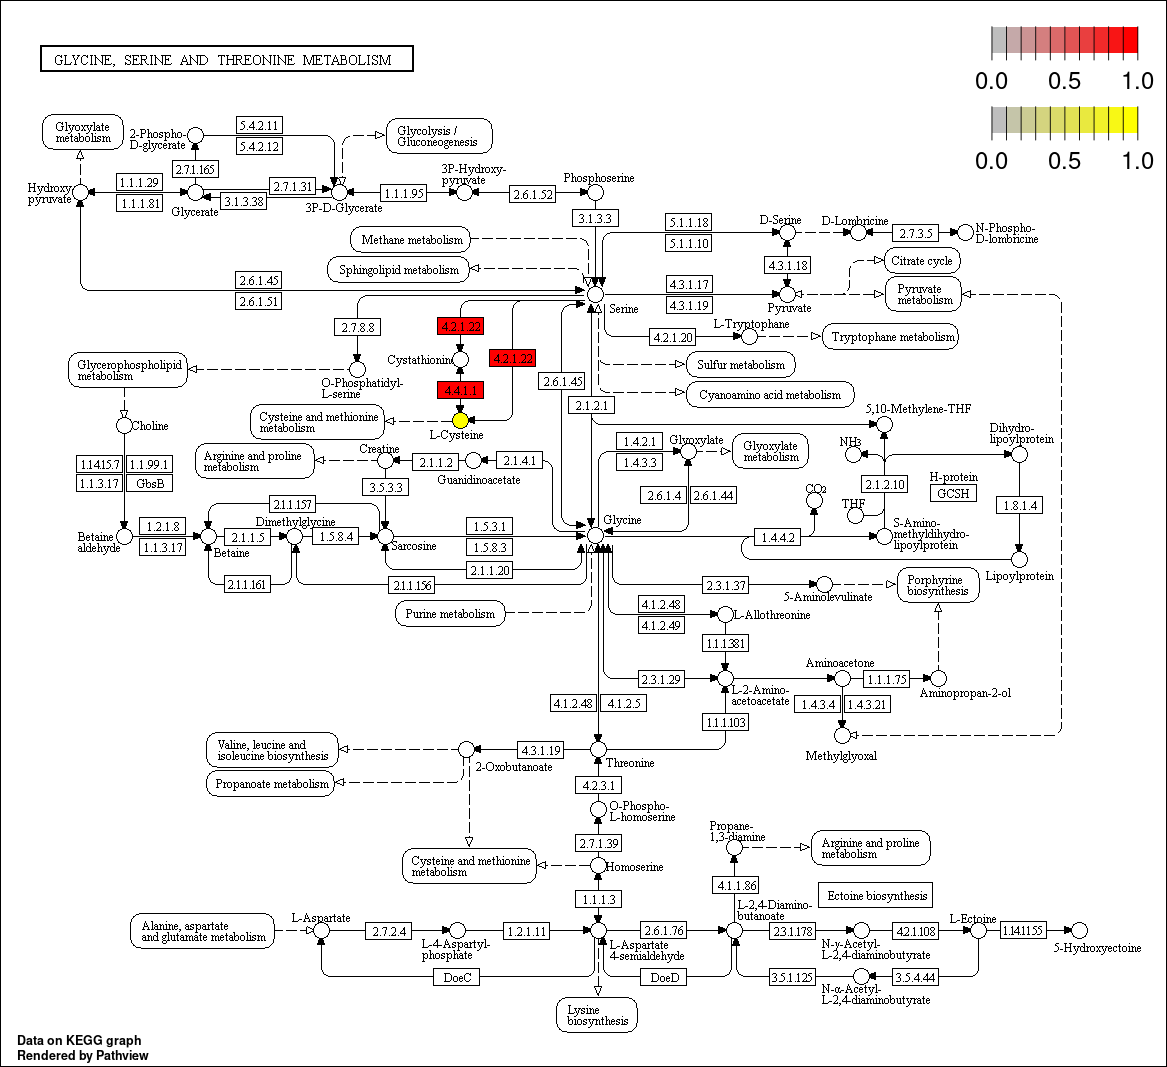 GLYCINE, SERINE AND THREONINE METABOLISM
0.0 0.5 1.0
0.0 0.5 1.0
Glyoxylate
metabolism
2-Phospho-
D-glycerate
5.4.2.11
5.4.2.12
Glycolysis /
Gluconeogenesis
2.7.1.165
3P-Hydroxy-
pyruvate
Phosphoserine
Hydroxy
pyruvate
1.1.1.29
1.1.1.81
Glycerate
2.7.1.31
3.1.3.38
3P-D-Glycerate
1.1.1.95
2.6.1.52
3.1.3.3
Methane metabolism
Sphingolipid metabolism
5.1.1.18
5.1.1.10
D-Serine
D-Lombricine
2.7.3.5
N-Phospho-
D-lombricine
4.3.1.18
Citrate cycle
Pyruvate
metabolism
2.6.1.45
2.6.1.51
Serine
4.3.1.17
4.3.1.19
Pyruvate
2.7.8.8
4.2.1.22
4.2.1.22
4.2.1.20
L-Tryptophane
Tryptophane metabolism
Cystathionin
Sulfur metabolism
Glycerophospholipid
metabolism
O-Phosphatidyl-
L-serine
4.4.1.1
2.6.1.45
2.1.2.1
Cyanoamino acid metabolism
Cysteine and methionine
metabolism
L-Cysteine
5,10-Methylene-THF
Choline
Arginine and proline
metabolism
Creatine
2.1.1.2
Guanidinoacetate
2.1.4.1
1.4.2.1
1.4.3.3
Glyoxylate
Glyoxylate
metabolism
NH3
Dihydro-
lipoylprotein
1.14.15.7
1.1.99.1
1.1.3.17
GbsB
3.5.3.3
2.6.1.4
2.6.1.44
CO2
THF
2.1.2.10
H-protein
GCSH
1.8.1.4
2.1.1.157
Dimethylglycine
Betaine
aldehyde
1.2.1.8
1.1.3.17
Betaine
2.1.1.5
1.5.8.4
Sarcosine
1.5.3.1
1.5.8.3
Glycine
1.4.4.2
S-Amino-
methyldihydro-
lipoylprotein
Lipoylprotein
2.1.1.161
2.1.1.156
2.1.1.20
2.3.1.37
5-Aminolevulinate
Porphyrine
biosynthesis
Purine metabolism
4.1.2.48
4.1.2.49
L-Allothreonine
1.1.1.381
2.3.1.29
L-2-Amino-
acetoacetate
Aminoacetone
1.1.1.75
Aminopropan-2-ol
4.1.2.48
4.1.2.5
1.1.1.103
1.4.3.4
1.4.3.21
Methylglyoxal
Valine, leucine and
isoleucine biosynthesis
Propanoate metabolism
2-Oxobutanoate
4.3.1.19
Threonine
4.2.3.1
O-Phospho-
L-homoserine
2.7.1.39
Cysteine and methionine
metabolism
Homoserine
Propane-
1,3-diamine
Arginine and proline
metabolism
1.1.1.3
4.1.1.86
Ectoine biosynthesis
Alanine, aspartate
and glutamate metabolism
L-Aspartate
2.7.2.4
L-4-Aspartyl-
phosphate
1.2.1.11
L-Aspartate
4-semialdehyde
2.6.1.76
L-2,4-Diamino-
butanoate
2.3.1.178
N-γ-Acetyl-
L-2,4-diaminobutyrate
4.2.1.108
L-Ectoine
1.14.11.55
5-Hydroxyectoine
DoeC
DoeD
3.5.1.125
N-α-Acetyl-
L-2,4-diaminobutyrate
3.5.4.44
Lysine
biosynthesis
Data on KEGG graph
Rendered by Pathview